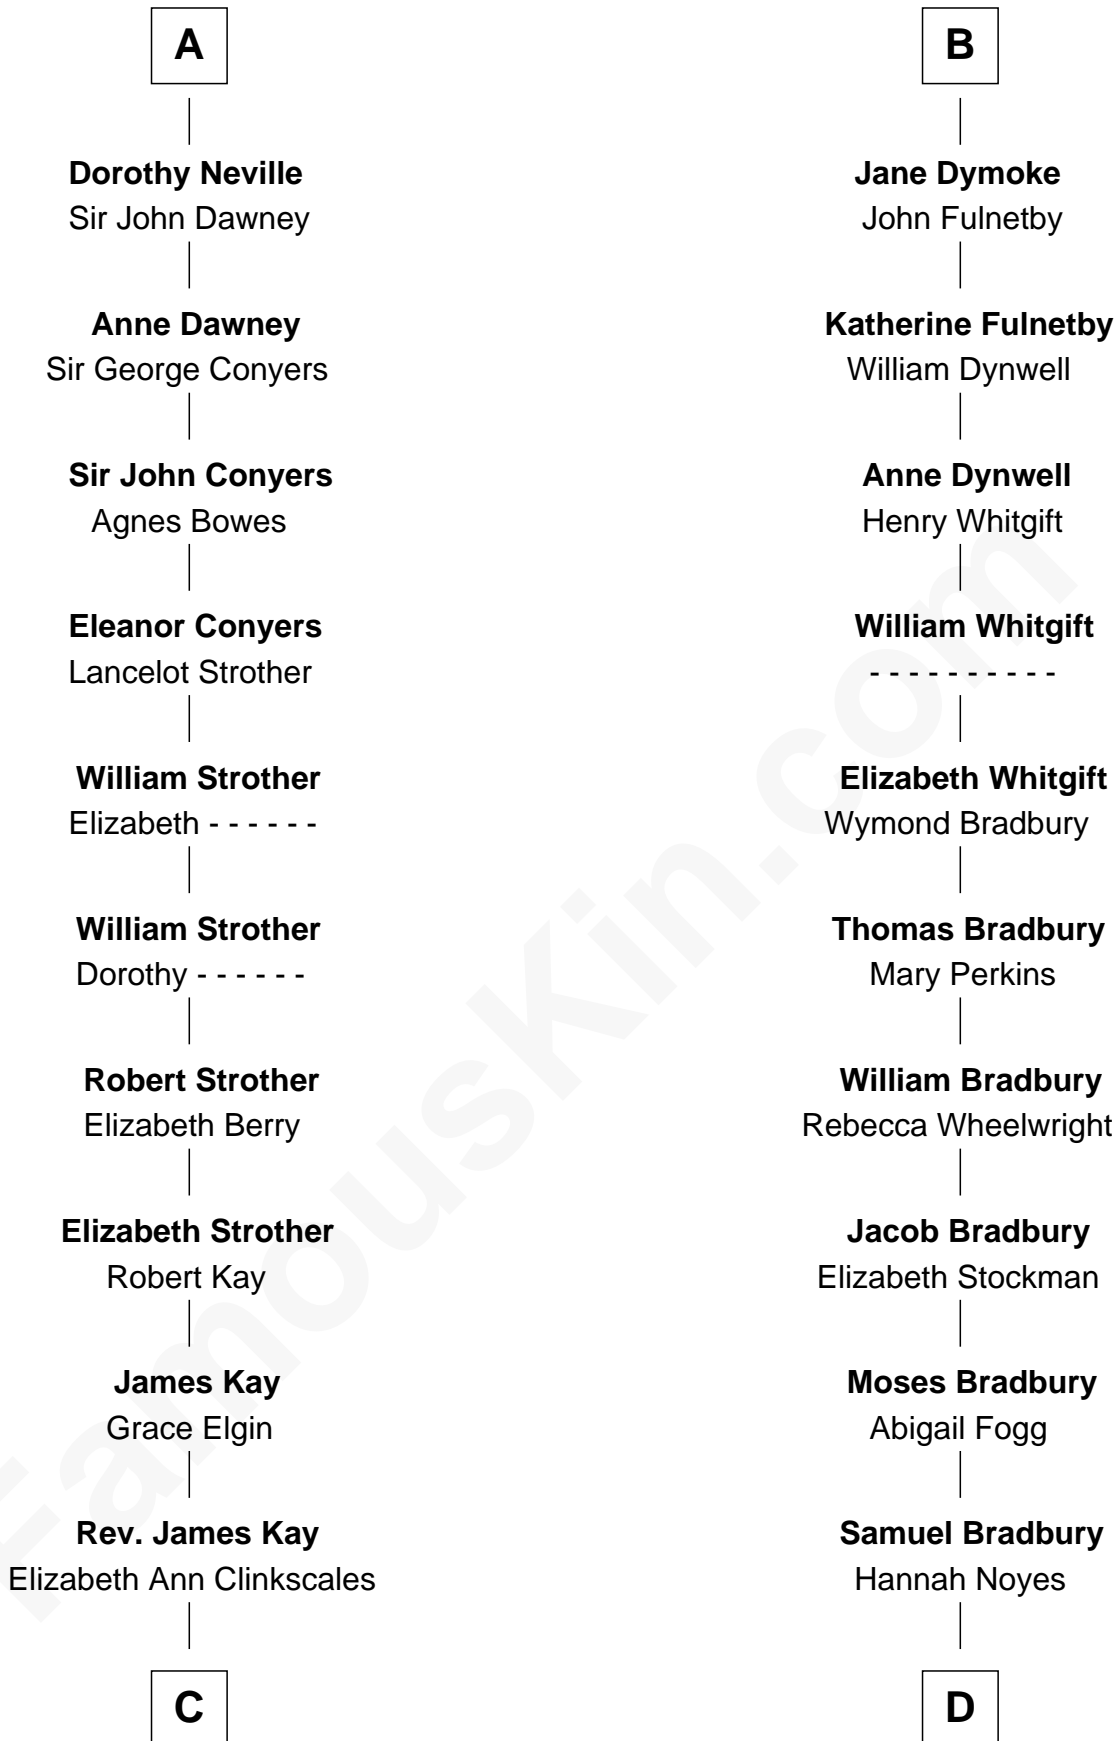 A
Dorothy Neville
Sir John Dawney
Anne Dawney
Sir George Conyers
Sir John Conyers
Agnes Bowes
Eleanor Conyers
Lancelot Strother
William Strother
Elizabeth - - - - - -
William Strother
Dorothy - - - - - -
Robert Strother
Elizabeth Berry
Elizabeth Strother
Robert Kay
James Kay
Grace Elgin
Rev. James Kay
Elizabeth Ann Clinkscales
C
B
Jane Dymoke
John Fulnetby
Katherine Fulnetby
William Dynwell
Anne Dynwell
Henry Whitgift
William Whitgift
- - - - - - - - - -
Elizabeth Whitgift
Wymond Bradbury
Thomas Bradbury
Mary Perkins
William Bradbury
Rebecca Wheelwright
Jacob Bradbury
Elizabeth Stockman
Moses Bradbury
Abigail Fogg
Samuel Bradbury
Hannah Noyes
D
FamousKin.com